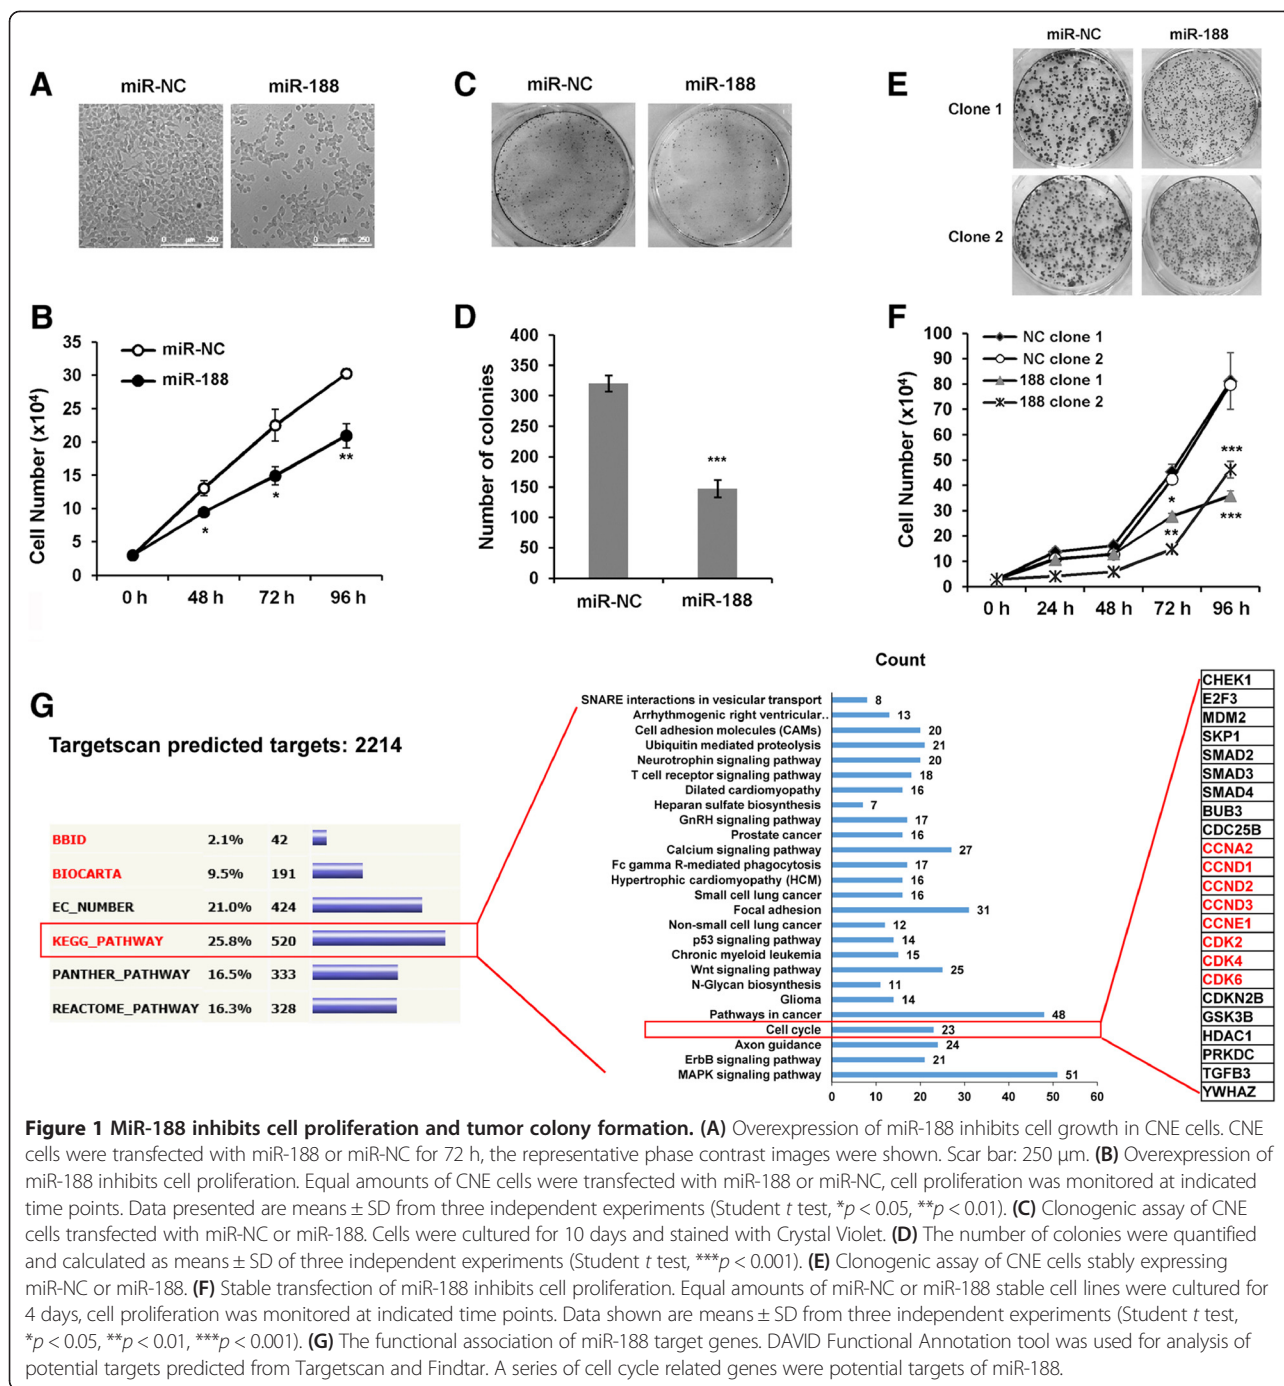 A
miR-NC
miR-188
0 µm 250
0 µm 250
B
Cell Number (x10⁴)
35
30
25
20
15
10
5
0
miR-NC
miR-188
*
*
**
0 h
48 h
72 h
96 h
C
miR-NC
miR-188
D
Number of colonies
400
350
300
250
200
150
100
50
0
***
miR-NC
miR-188
E
miR-NC
miR-188
Clone 1
Clone 2
F
Cell Number (x10⁴)
100
90
80
70
60
50
40
30
20
10
0
NC clone 1
NC clone 2
188 clone 1
188 clone 2
*
**
***
***
0 h
24 h
48 h
72 h
96 h
G
Targetscan predicted targets: 2214
BBID 2.1% 42
BIOCARTA 9.5% 191
EC_NUMBER 21.0% 424
KEGG_PATHWAY 25.8% 520
PANTHER_PATHWAY 16.5% 333
REACTOME_PATHWAY 16.3% 328
Count
SNARE interactions in vesicular transport 8
Arrhythmogenic right ventricular.. 13
Cell adhesion molecules (CAMs) 20
Ubiquitin mediated proteolysis 21
Neurotrophin signaling pathway 20
T cell receptor signaling pathway 18
Dilated cardiomyopathy 16
Heparan sulfate biosynthesis 7
GnRH signaling pathway 17
Prostate cancer 16
Calcium signaling pathway 27
Fc gamma R-mediated phagocytosis 17
Hypertrophic cardiomyopathy (HCM) 16
Small cell lung cancer 16
Focal adhesion 31
Non-small cell lung cancer 12
p53 signaling pathway 14
Chronic myeloid leukemia 15
Wnt signaling pathway 25
N-Glycan biosynthesis 11
Glioma 14
Pathways in cancer 48
Cell cycle 23
Axon guidance 24
ErbB signaling pathway 21
MAPK signaling pathway 51
0 10 20 30 40 50 60
CHEK1
E2F3
MDM2
SKP1
SMAD2
SMAD3
SMAD4
BUB3
CDC25B
CCNA2
CCND1
CCND2
CCND3
CCNE1
CDK2
CDK4
CDK6
CDKN2B
GSK3B
HDAC1
PRKDC
TGFB3
YWHAZ
Figure 1 MiR-188 inhibits cell proliferation and tumor colony formation. (A) Overexpression of miR-188 inhibits cell growth in CNE cells. CNE
cells were transfected with miR-188 or miR-NC for 72 h, the representative phase contrast images were shown. Scar bar: 250 µm. (B) Overexpression of
miR-188 inhibits cell proliferation. Equal amounts of CNE cells were transfected with miR-188 or miR-NC, cell proliferation was monitored at indicated
time points. Data presented are means ± SD from three independent experiments (Student t test, *p < 0.05, **p < 0.01). (C) Clonogenic assay of CNE
cells transfected with miR-NC or miR-188. Cells were cultured for 10 days and stained with Crystal Violet. (D) The number of colonies were quantified
and calculated as means ± SD of three independent experiments (Student t test, ***p < 0.001). (E) Clonogenic assay of CNE cells stably expressing
miR-NC or miR-188. (F) Stable transfection of miR-188 inhibits cell proliferation. Equal amounts of miR-NC or miR-188 stable cell lines were cultured for
4 days, cell proliferation was monitored at indicated time points. Data shown are means ± SD from three independent experiments (Student t test,
*p < 0.05, **p < 0.01, ***p < 0.001). (G) The functional association of miR-188 target genes. DAVID Functional Annotation tool was used for analysis of
potential targets predicted from Targetscan and Findtar. A series of cell cycle related genes were potential targets of miR-188.